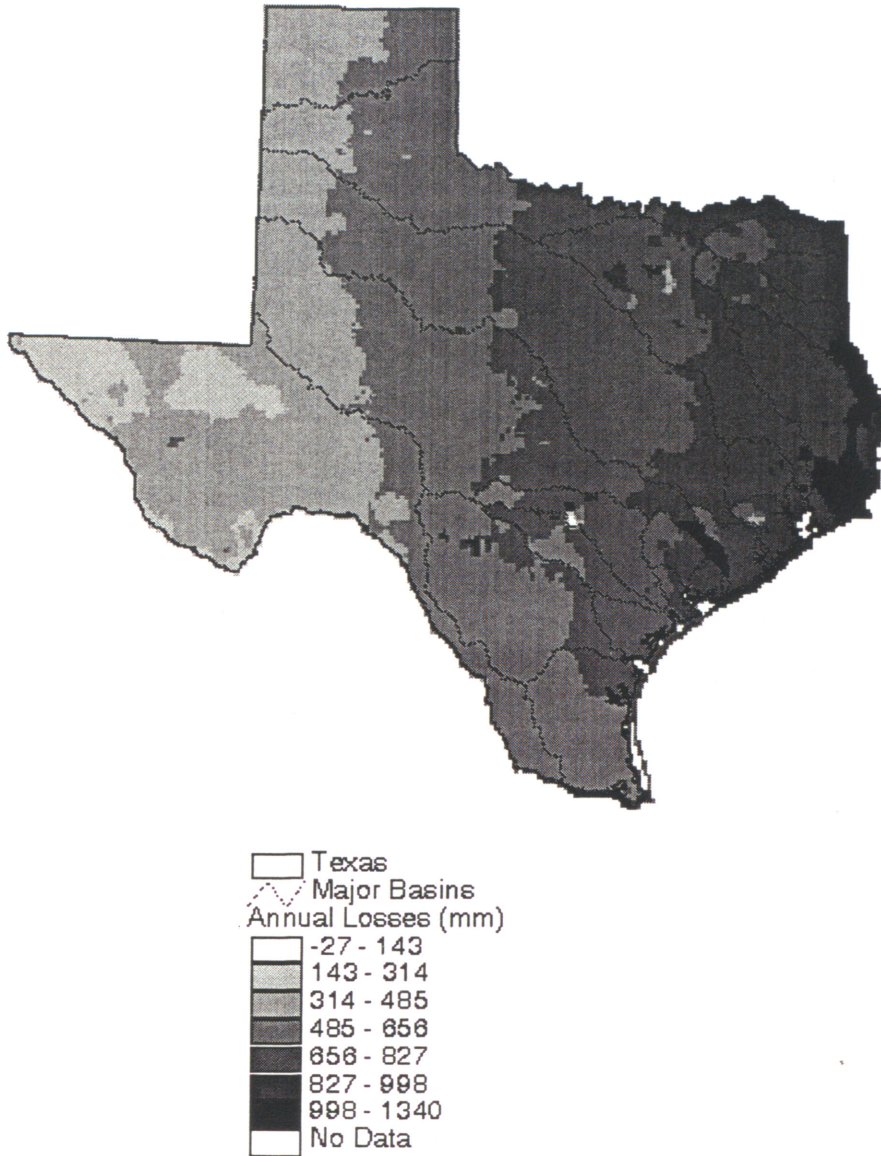 Texas
Major Basins
Annual Losses (mm)
-27 - 143
143 - 314
314 - 485
485 - 656
656 - 827
827 - 998
998 - 1340
No Data